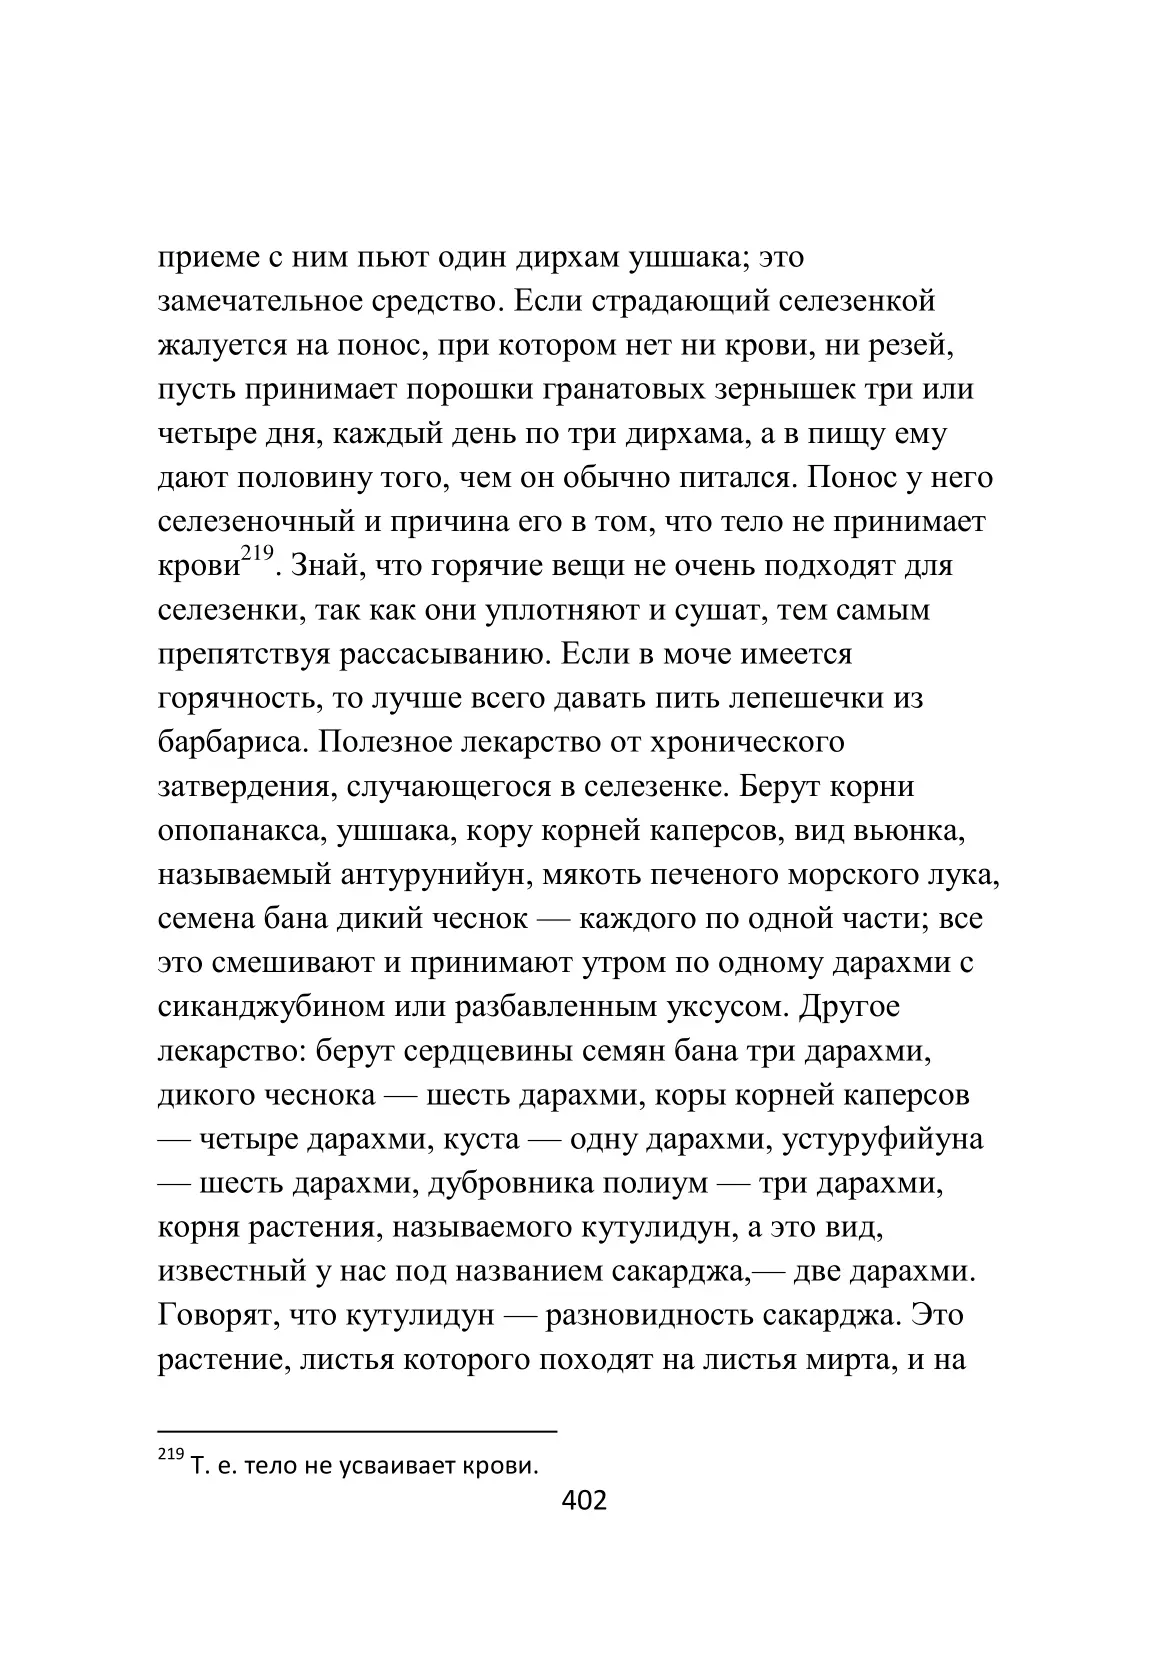 приеме с ним пьют один дирхам ушшака; это
замечательное средство. Если страдающий селезенкой
жалуется на понос, при котором нет ни крови, ни резей,
пусть принимает порошки гранатовых зернышек три или
четыре дня, каждый день по три дирхама, а в пищу ему
дают половину того, чем он обычно питался. Понос у него
селезеночный и причина его в том, что тело не принимает
крови219. Знай, что горячие вещи не очень подходят для
селезенки, так как они уплотняют и сушат, тем самым
препятствуя рассасыванию. Если в моче имеется
горячность, то лучше всего давать пить лепешечки из
барбариса. Полезное лекарство от хронического
затвердения, случающегося в селезенке. Берут корни
опопанакса, ушшака, кору корней каперсов, вид вьюнка,
называемый антурунийун, мякоть печеного морского лука,
семена бана дикий чеснок — каждого по одной части; все
это смешивают и принимают утром по одному дарахми с
сиканджубином или разбавленным уксусом. Другое
лекарство: берут сердцевины семян бана три дарахми,
дикого чеснока — шесть дарахми, коры корней каперсов
— четыре дарахми, куста — одну дарахми, устуруфийуна
— шесть дарахми, дубровника полиум — три дарахми,
корня растения, называемого кутулидун, а это вид,
известный у нас под названием сакарджа,— две дарахми.
Говорят, что кутулидун — разновидность сакарджа. Это
растение, листья которого походят на листья мирта, и на
219 Т. е. тело не усваивает крови.
402